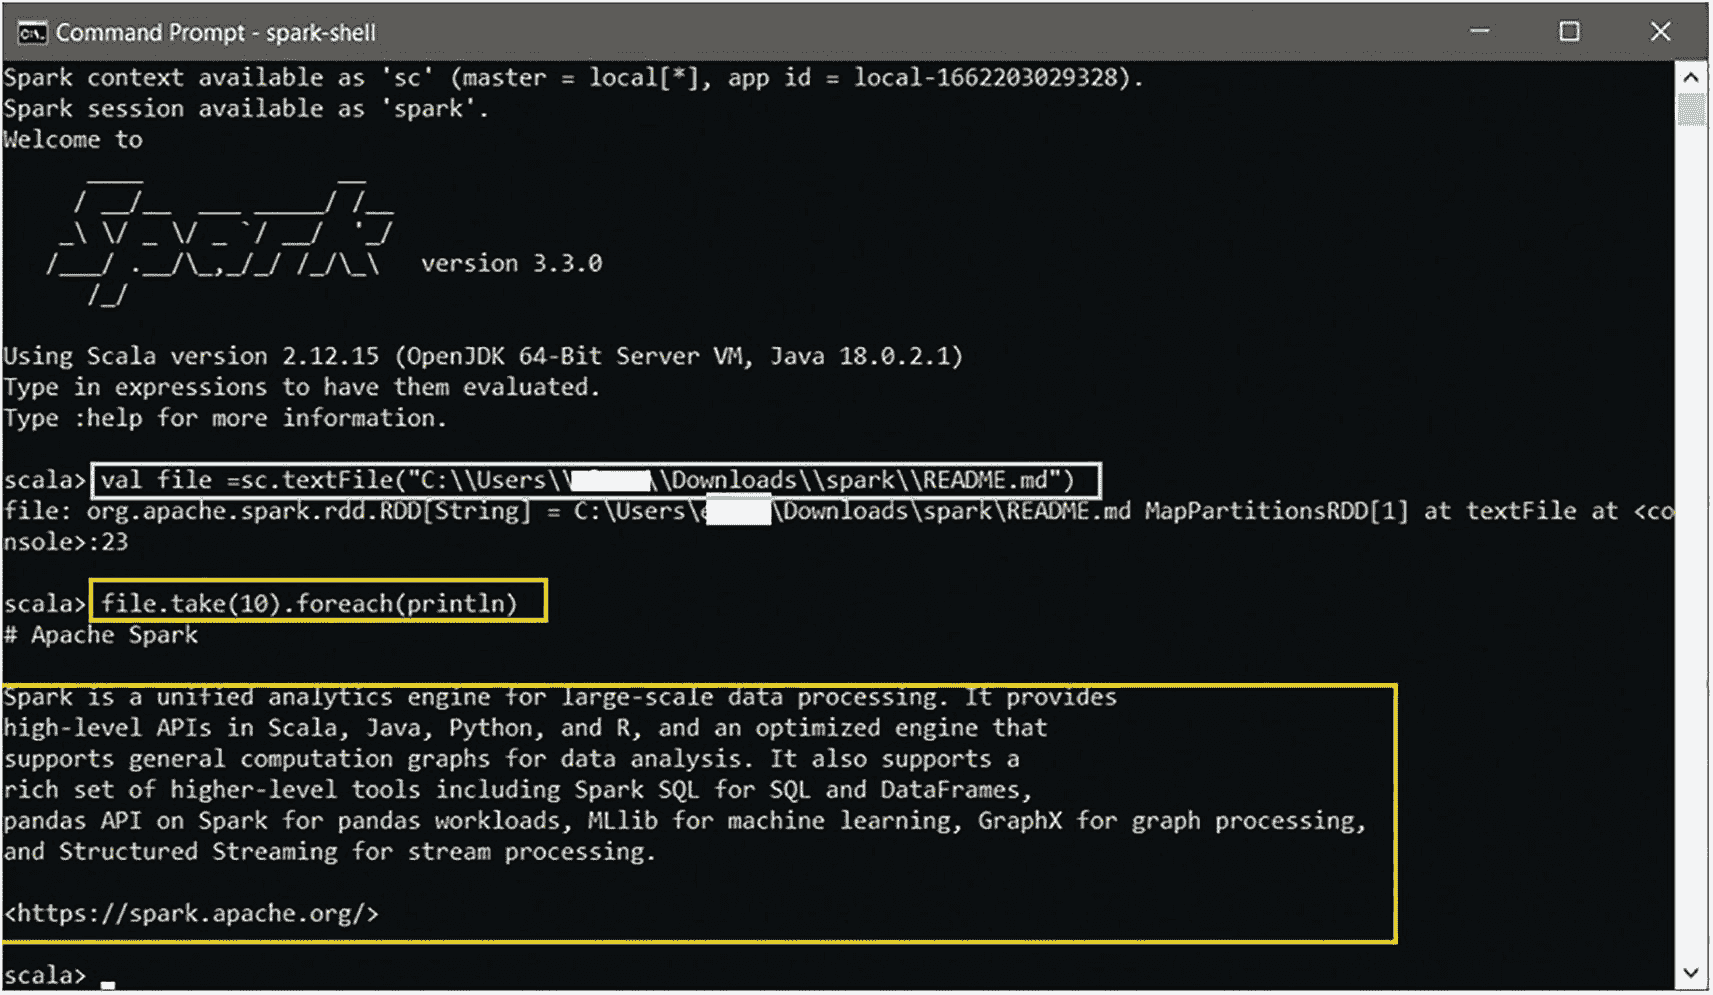 Command Prompt - spark-shell
Spark context available as 'sc' (master = local[*], app id = local-1662203029328).
Spark session available as 'spark'.
Welcome to
Spark version 3.3.0
Using Scala version 2.12.15 (OpenJDK 64-Bit Server VM, Java 18.0.2.1)
Type in expressions to have them evaluated.
Type :help for more information.
scala> val file =sc.textFile("C:\\Users\\ \\Downloads\\spark\\README.md")
file: org.apache.spark.rdd.RDD[String] = C:\Users\ \Downloads\spark\README.md MapPartitionsRDD[1] at textFile at <co
nsole>:23
scala> file.take(10).foreach(println)
# Apache Spark
Spark is a unified analytics engine for large-scale data processing. It provides
high-level APIs in Scala, Java, Python, and R, and an optimized engine that
supports general computation graphs for data analysis. It also supports a
rich set of higher-level tools including Spark SQL for SQL and DataFrames,
pandas API on Spark for pandas workloads, MLlib for machine learning, GraphX for graph processing,
and Structured Streaming for stream processing.
<https://spark.apache.org/>
scala>